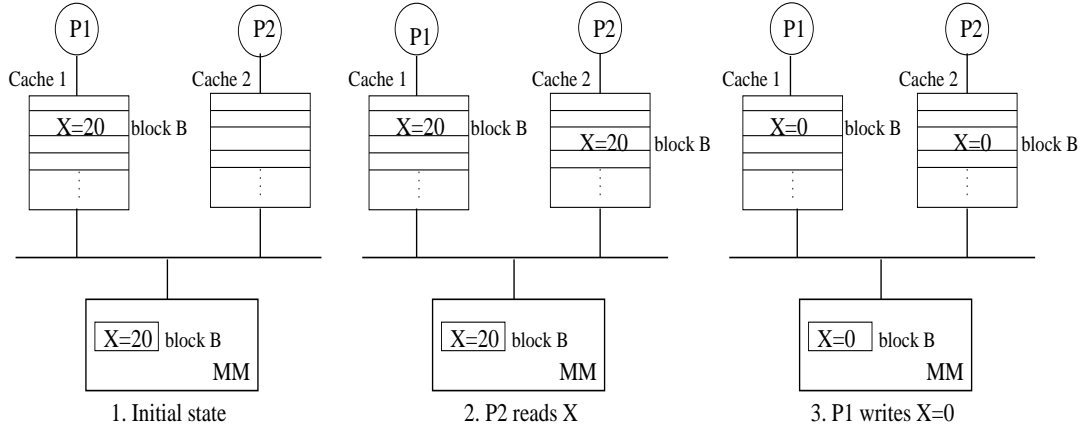 P1
P2
Cache 1
Cache 2
X=20
block B
X=20 block B
MM
1. Initial state
P1
P2
Cache 1
Cache 2
X=20
block B
X=20
block B
X=20 block B
MM
2. P2 reads X
P1
P2
Cache 1
Cache 2
X=0
block B
X=0
block B
X=0 block B
MM
3. P1 writes X=0